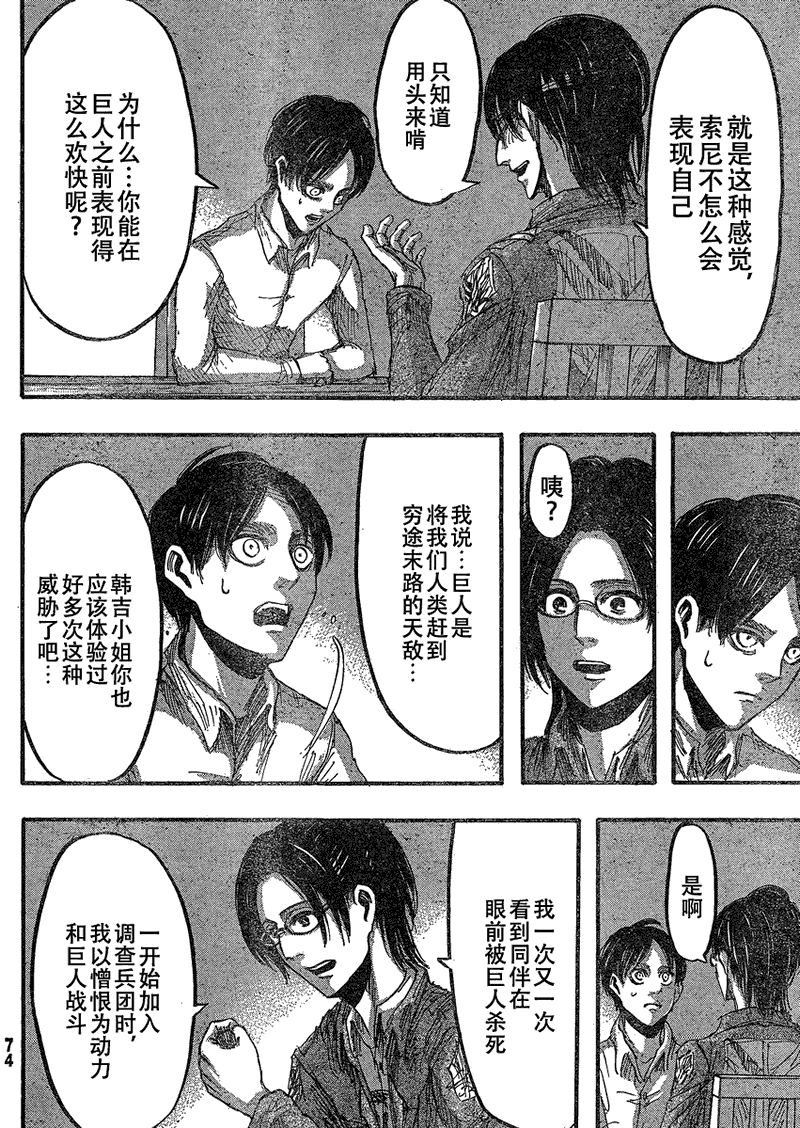 就是这种感觉,
索尼不怎么会
表现自己
只知道
用头来啃
为什么…你能在
巨人之前表现得
这么欢快呢?
咦?
我说…巨人是
将我们人类赶到
穷途末路的天敌…
韩吉小姐你也
应该体验过
好多次这种
威胁了吧…
是啊
我一次又一次
看到同伴在
眼前被巨人杀死
一开始加入
调查兵团时,
我以憎恨为动力
和巨人战斗
74